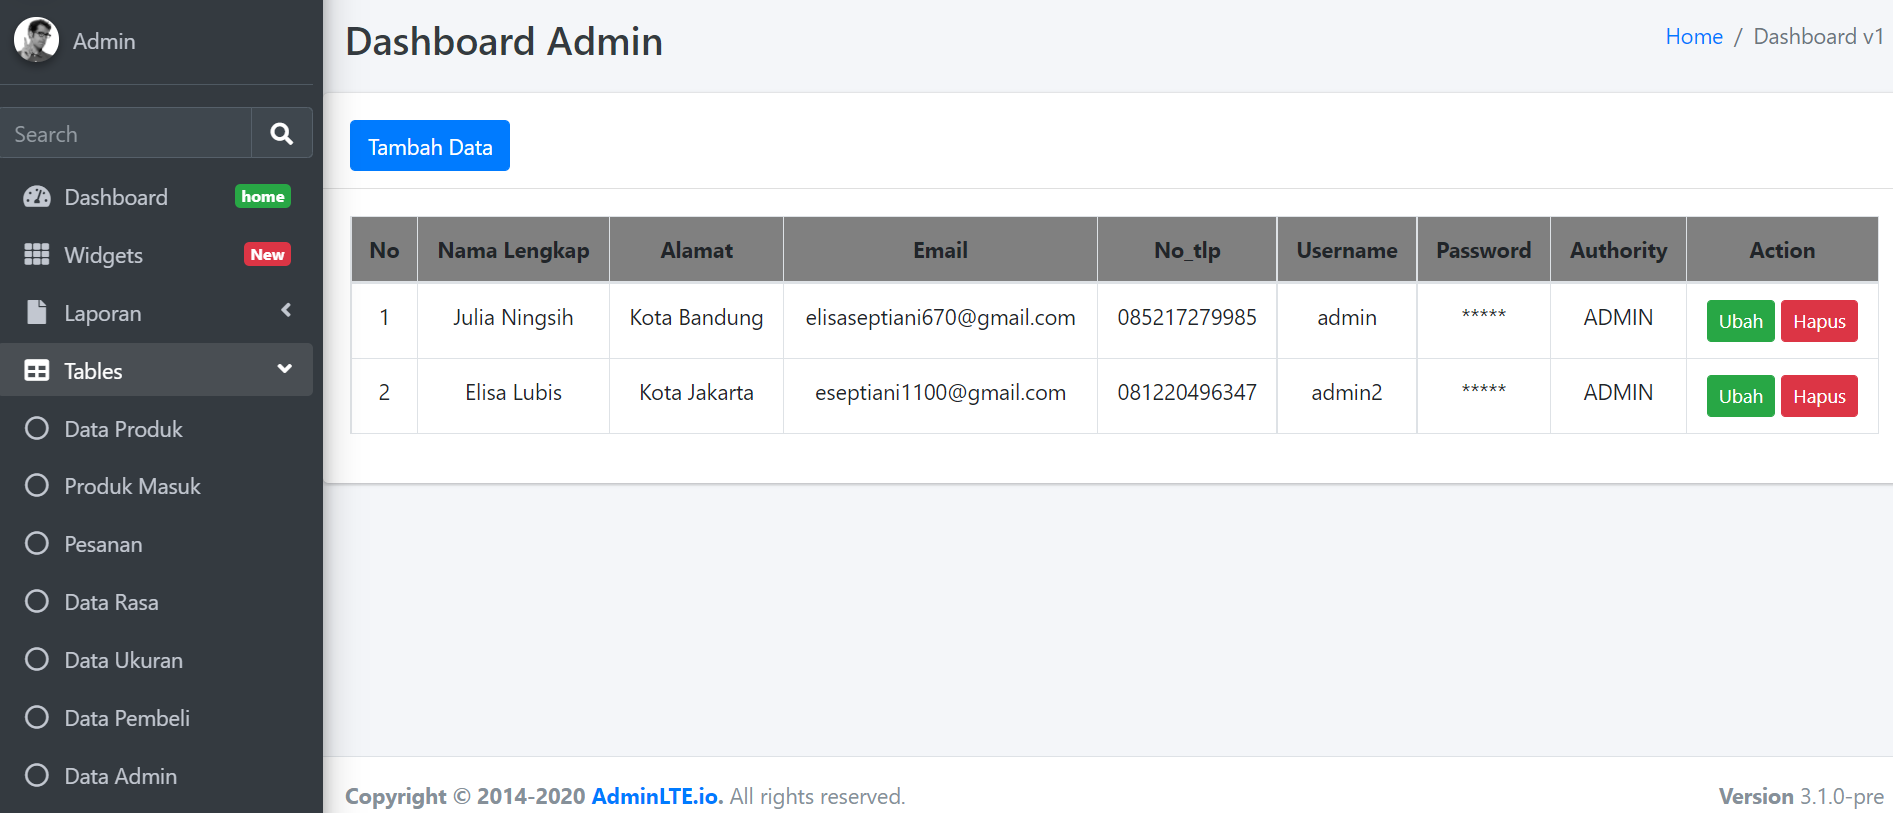 Admin
Search
Dashboard home
Widgets New
Laporan
Tables
Data Produk
Produk Masuk
Pesanan
Data Rasa
Data Ukuran
Data Pembeli
Data Admin
Dashboard Admin
Home / Dashboard v1
Tambah Data
No Nama Lengkap Alamat Email No_tlp Username Password Authority Action
1 Julia Ningsih Kota Bandung elisaseptiani670@gmail.com 085217279985 admin ***** ADMIN Ubah Hapus
2 Elisa Lubis Kota Jakarta eseptiani1100@gmail.com 081220496347 admin2 ***** ADMIN Ubah Hapus
Copyright © 2014-2020 AdminLTE.io. All rights reserved.
Version 3.1.0-pre